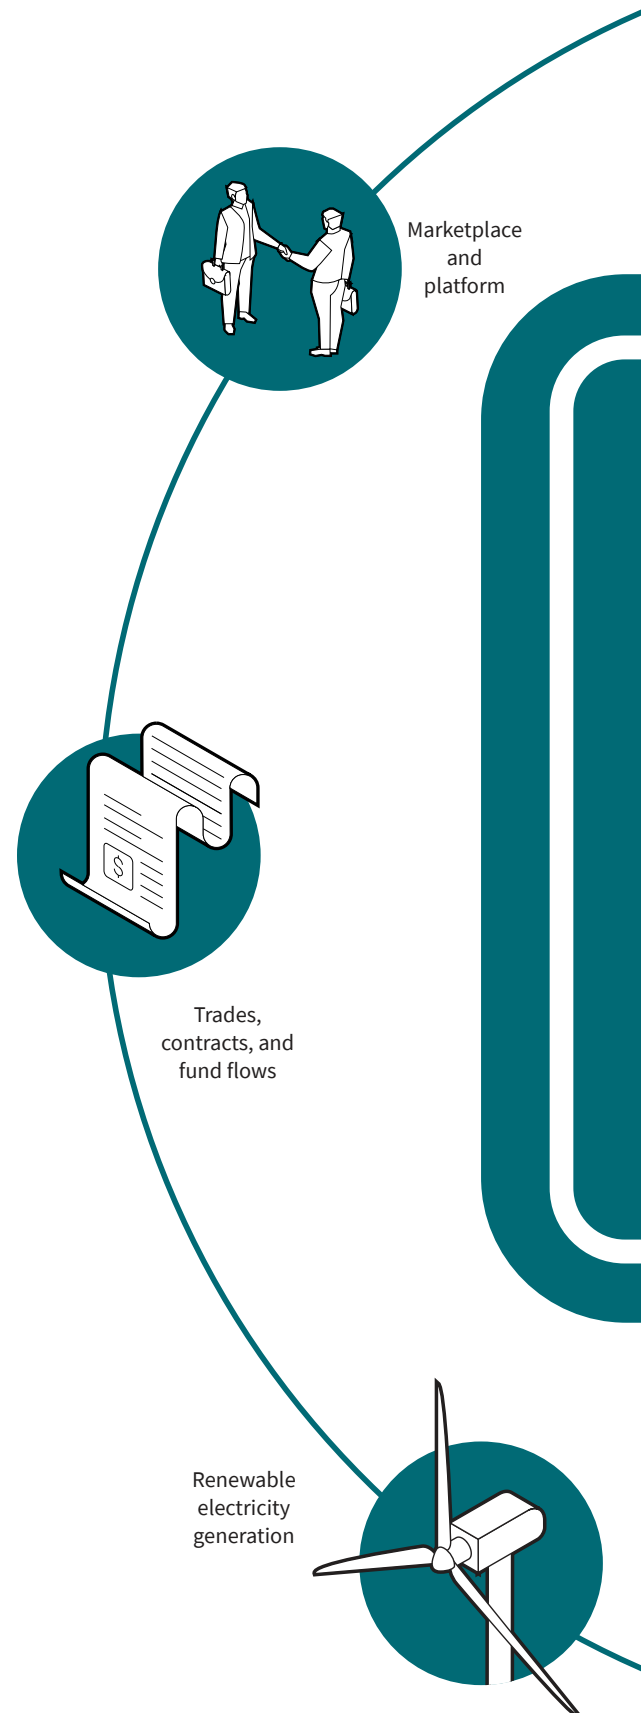 Marketplace
and
platform
$
Trades,
contracts, and
fund flows
Renewable
electricity
generation